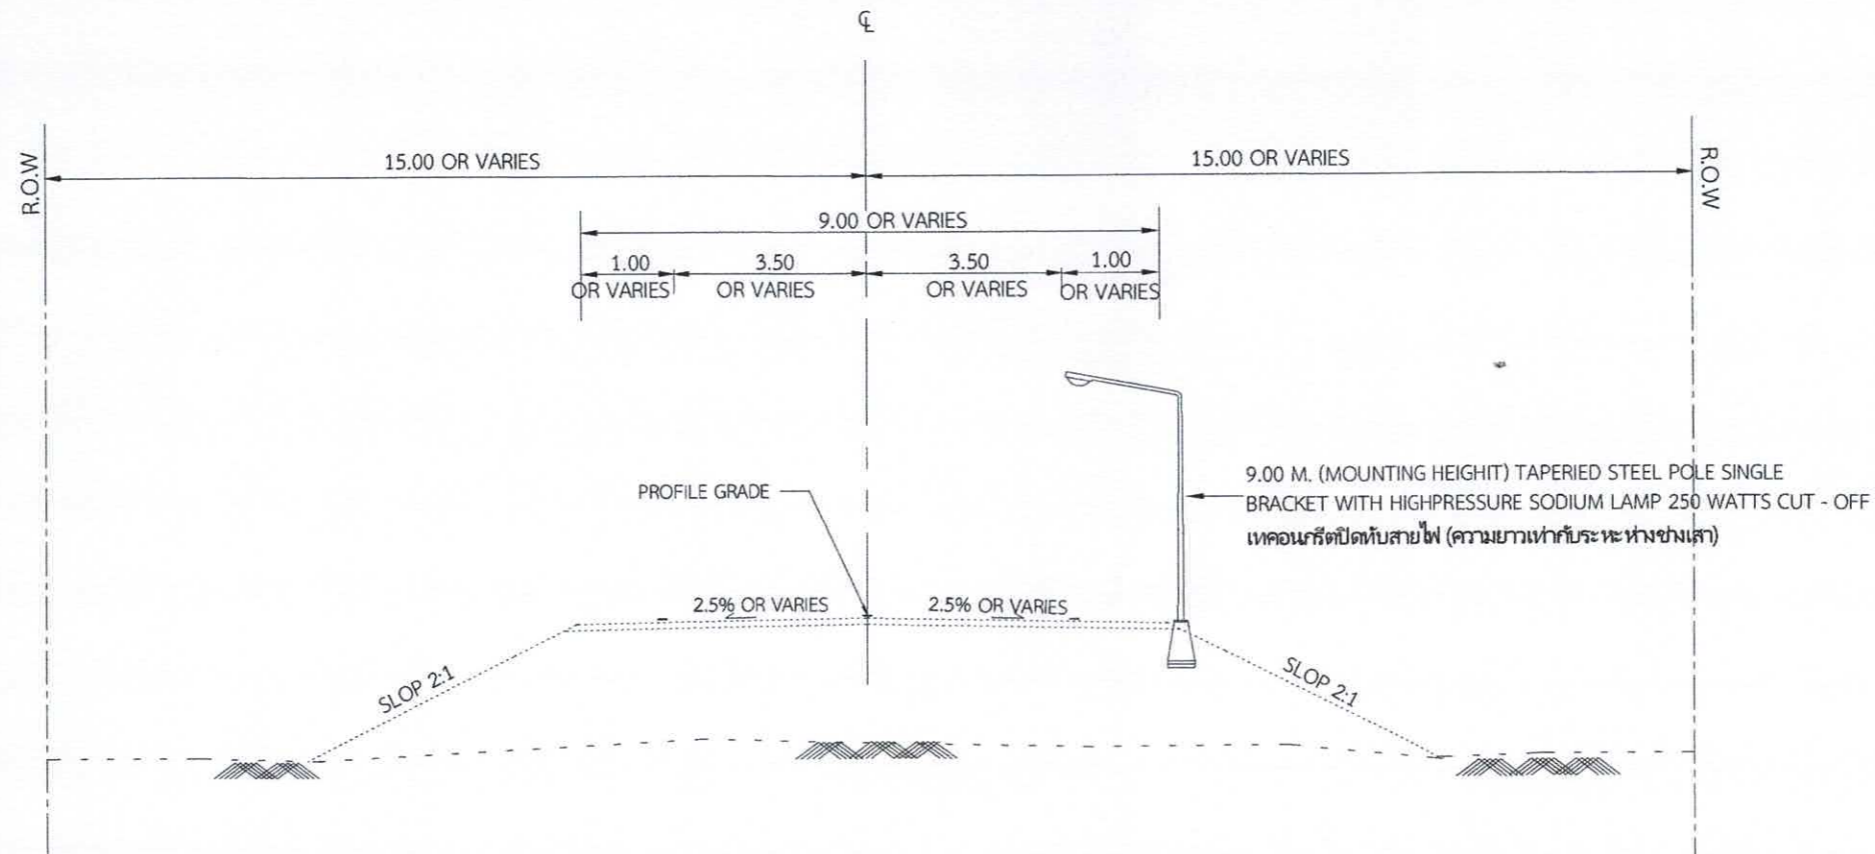 ℄
R.O.W
15.00 OR VARIES
15.00 OR VARIES
R.O.W
9.00 OR VARIES
1.00
OR VARIES
3.50
OR VARIES
3.50
OR VARIES
1.00
OR VARIES
PROFILE GRADE
9.00 M. (MOUNTING HEIGHIT) TAPERIED STEEL POLE SINGLE
BRACKET WITH HIGHPRESSURE SODIUM LAMP 250 WATTS CUT - OFF
เทคอนกรีตปิดทับสายไฟ (ความยาวเท่ากับระหะห่างช่วงเสา)
2.5% OR VARIES
2.5% OR VARIES
SLOP 2:1
SLOP 2:1